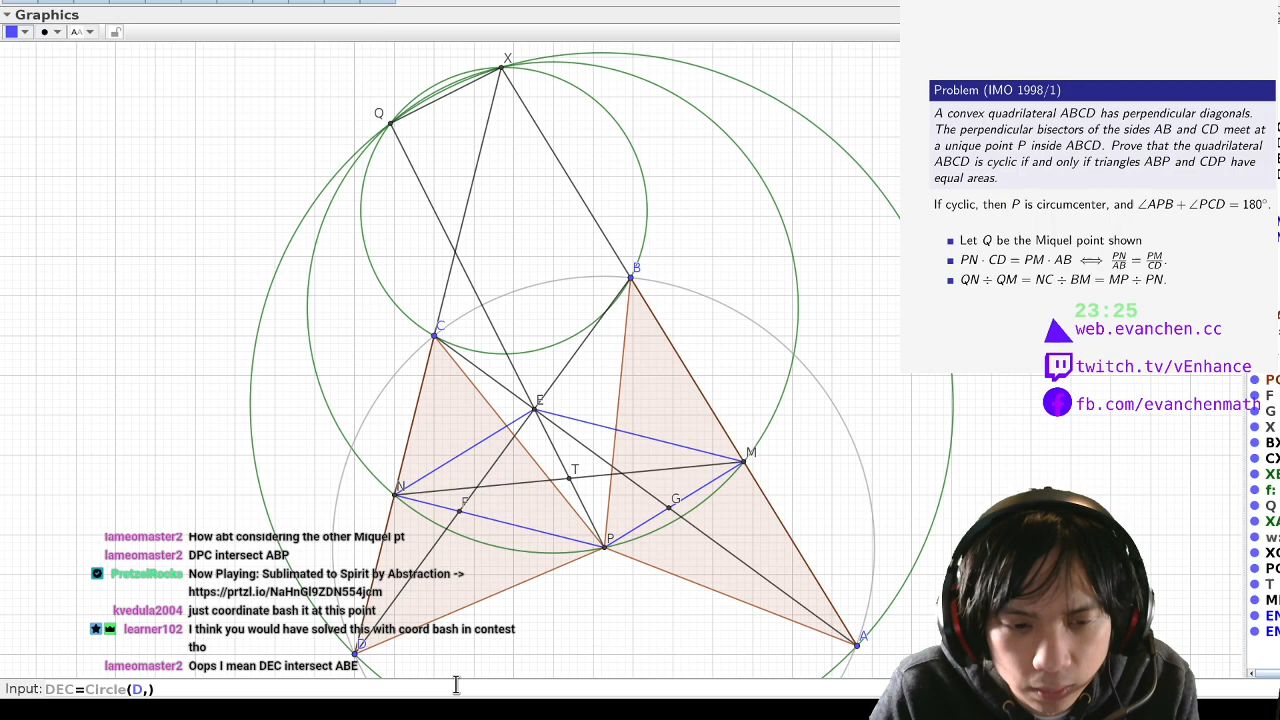 Graphics
X
Q
B
C
E
M
T
N
F
G
P
D
A
Problem (IMO 1998/1)
A convex quadrilateral ABCD has perpendicular diagonals.
The perpendicular bisectors of the sides AB and CD meet at
a unique point P inside ABCD. Prove that the quadrilateral
ABCD is cyclic if and only if triangles ABP and CDP have
equal areas.
If cyclic, then P is circumcenter, and ∠APB + ∠PCD = 180°.
Let Q be the Miquel point shown
PN · CD = PM · AB ⟺ PN/AB = PM/CD.
QN ÷ QM = NC ÷ BM = MP ÷ PN.
23:25
web.evanchen.cc
twitch.tv/vEnhance
fb.com/evanchenmath
lameomaster2 How abt considering the other Miquel pt
lameomaster2 DPC intersect ABP
PretzelRocks Now Playing: Sublimated to Spirit by Abstraction ->
https://prtzl.io/NaHnGl9ZDN554jcm
kvedula2004 just coordinate bash it at this point
learner102 I think you would have solved this with coord bash in contest
tho
lameomaster2 Oops I mean DEC intersect ABE
Input: DEC=Circle(D,)
F
G
X
Q
T